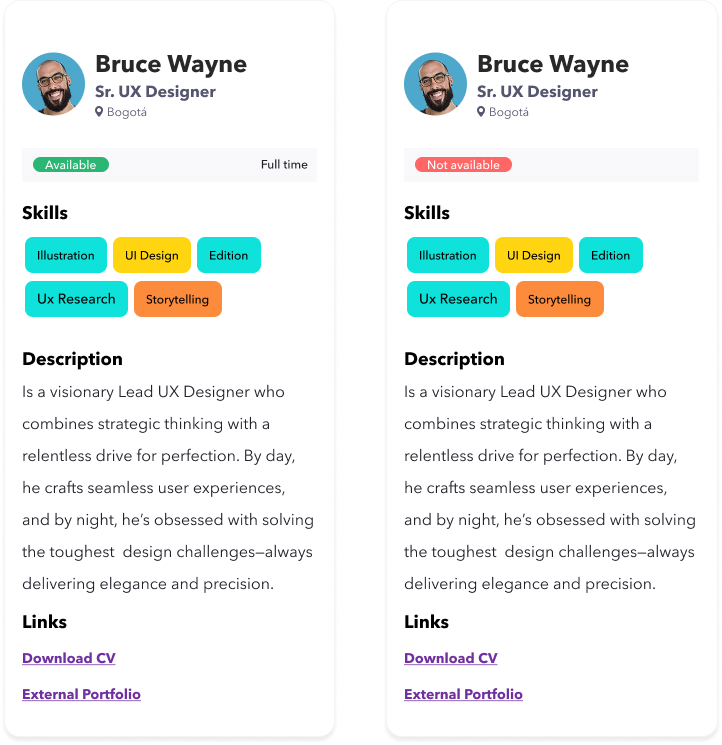 Bruce Wayne
Sr. UX Designer
Bogotá
Available
Full time
Skills
Illustration
UI Design
Edition
Ux Research
Storytelling
Description
Is a visionary Lead UX Designer who
combines strategic thinking with a
relentless drive for perfection. By day,
he crafts seamless user experiences,
and by night, he’s obsessed with solving
the toughest  design challenges—always
delivering elegance and precision.
Links
Download CV
External Portfolio
Bruce Wayne
Sr. UX Designer
Bogotá
Not available
Skills
Illustration
UI Design
Edition
Ux Research
Storytelling
Description
Is a visionary Lead UX Designer who
combines strategic thinking with a
relentless drive for perfection. By day,
he crafts seamless user experiences,
and by night, he’s obsessed with solving
the toughest  design challenges—always
delivering elegance and precision.
Links
Download CV
External Portfolio